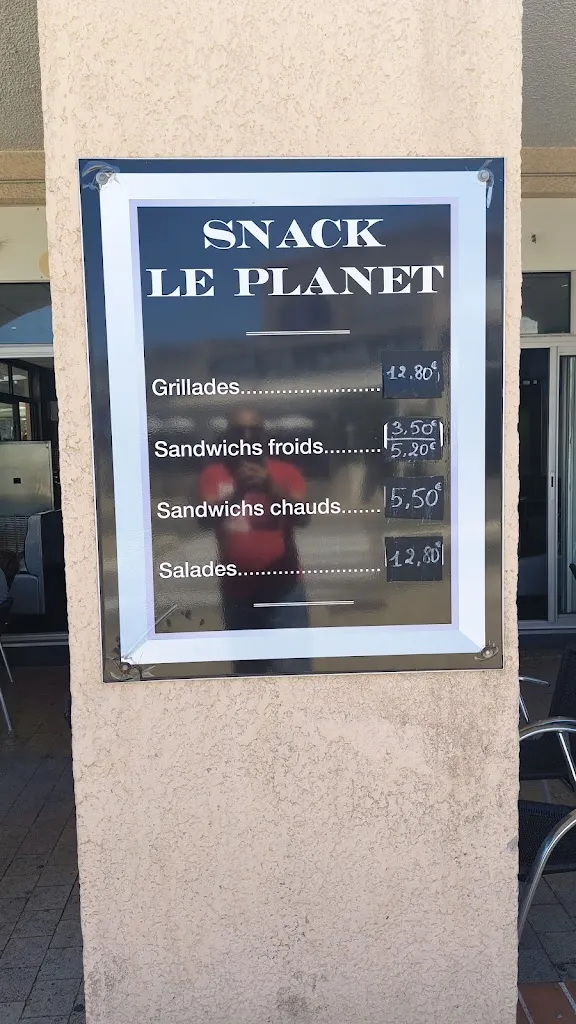 SNACK
LE PLANET
Grillades........................ 12.80€
Sandwichs froids.......... 3.50€
5.20€
Sandwichs chauds....... 5,50€
Salades........................... 12,80€